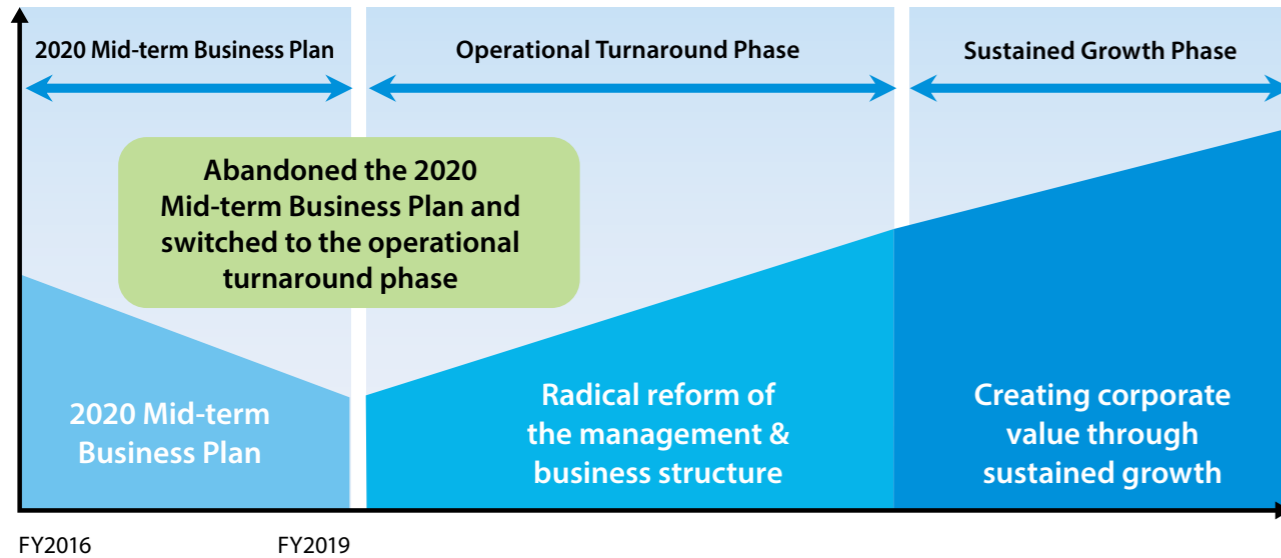 2020 Mid-term Business Plan
Operational Turnaround Phase
Sustained Growth Phase
Abandoned the 2020
Mid-term Business Plan and
switched to the operational
turnaround phase
2020 Mid-term
Business Plan
Radical reform of
the management &
business structure
Creating corporate
value through
sustained growth
FY2016
FY2019